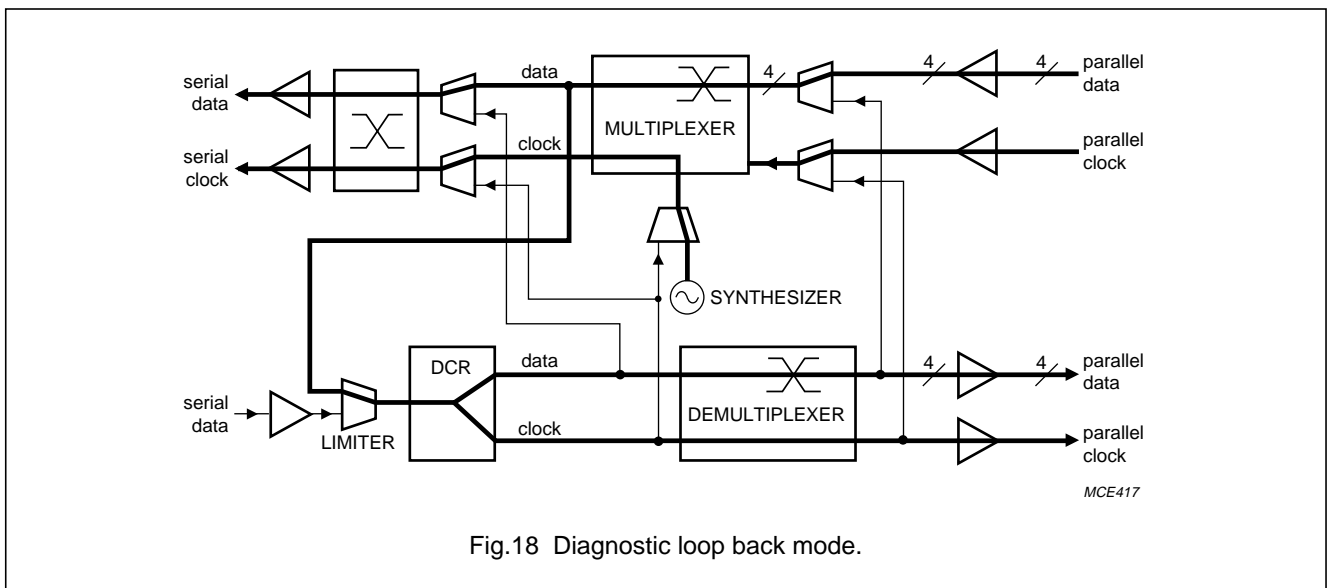 serial
data
data
4
4
4
parallel
data
MULTIPLEXER
serial
clock
clock
parallel
clock
SYNTHESIZER
DCR
data
4
4
parallel
data
serial
data
LIMITER
DEMULTIPLEXER
clock
parallel
clock
MCE417
Fig.18 Diagnostic loop back mode.